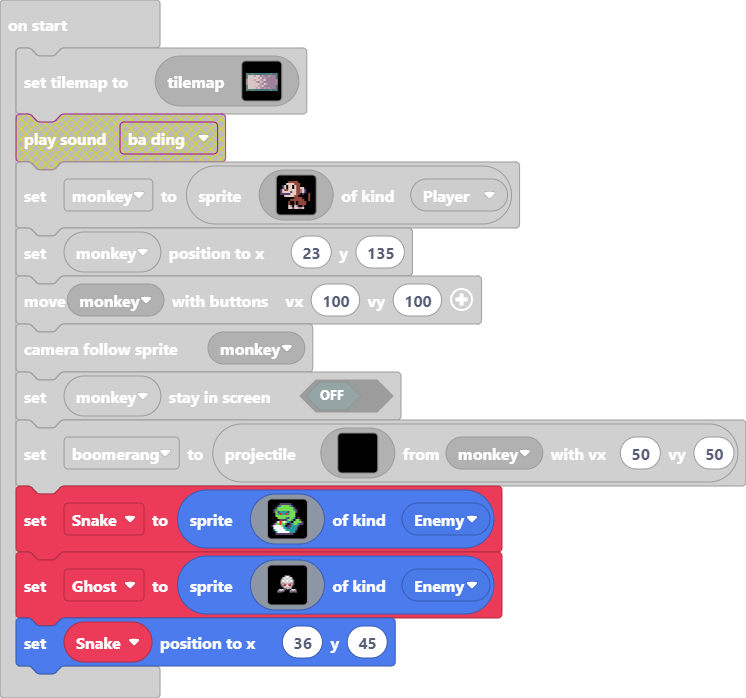 on start
set tilemap to tilemap
play sound ba ding
set monkey to sprite of kind Player
set monkey position to x 23 y 135
move monkey with buttons vx 100 vy 100
camera follow sprite monkey
set monkey stay in screen OFF
set boomerang to projectile from monkey with vx 50 vy 50
set Snake to sprite of kind Enemy
set Ghost to sprite of kind Enemy
set Snake position to x 36 y 45